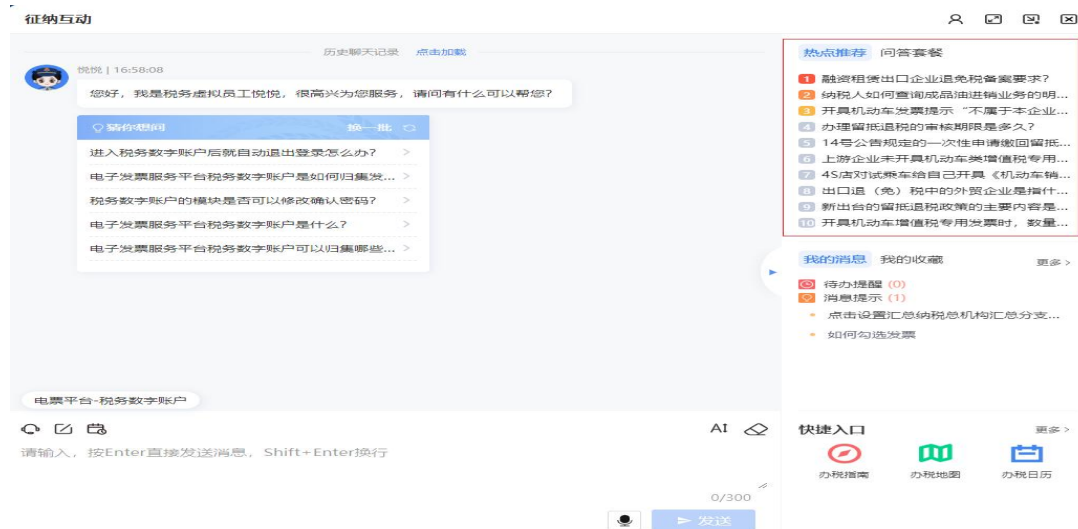 征纳互动
历史聊天记录 点击加载
悦悦 | 16:58:08
您好，我是税务虚拟员工悦悦，很高兴为您服务，请问有什么可以帮您？
猜你想问 换一批
进入税务数字账户后就自动退出登录怎么办？ >
电子发票服务平台税务数字账户是如何归集发... >
税务数字账户的模块是否可以修改确认密码？ >
电子发票服务平台税务数字账户是什么？ >
电子发票服务平台税务数字账户可以归集哪些... >
电票平台-税务数字账户
AI
请输入，按Enter直接发送消息，Shift+Enter换行
0/300
发送
热点推荐 问答套餐
1 融资租赁出口企业退免税备案要求？
2 纳税人如何查询成品油进销业务的明...
3 开具机动车发票提示“不属于本企业...
4 办理留抵退税的审核期限是多久？
5 14号公告规定的一次性申请缴回留抵...
6 上游企业未开具机动车类增值税专用...
7 4S店对试乘车给自己开具《机动车销...
8 出口退（免）税中的外贸企业是指什...
9 新出台的留抵退税政策的主要内容是...
10 开具机动车增值税专用发票时，数量...
我的消息 我的收藏 更多 >
待办提醒 (0)
消息提示 (1)
点击设置汇总纳税总机构汇总分支...
如何勾选发票
快捷入口 更多 >
办税指南 办税地图 办税日历